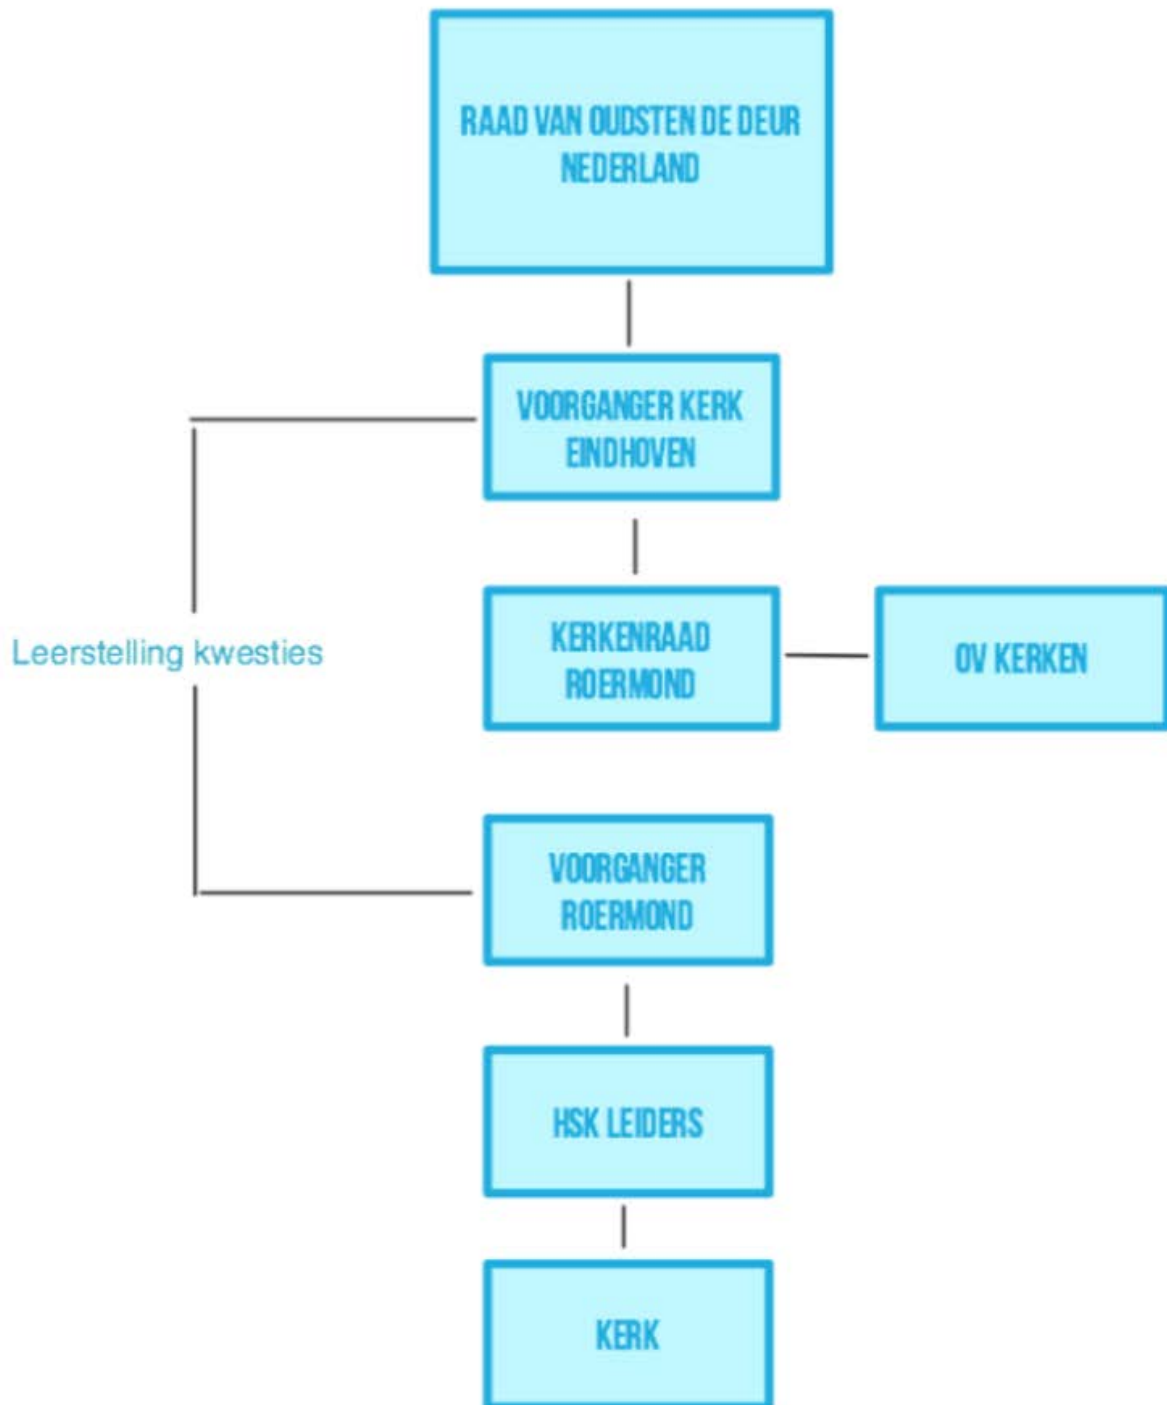 RAAD VAN OUDSTEN DE DEUR
NEDERLAND
VOORGANGER KERK
EINDHOVEN
KERKENRAAD
ROERMOND
OV KERKEN
Leerstelling kwesties
VOORGANGER
ROERMOND
HSK LEIDERS
KERK